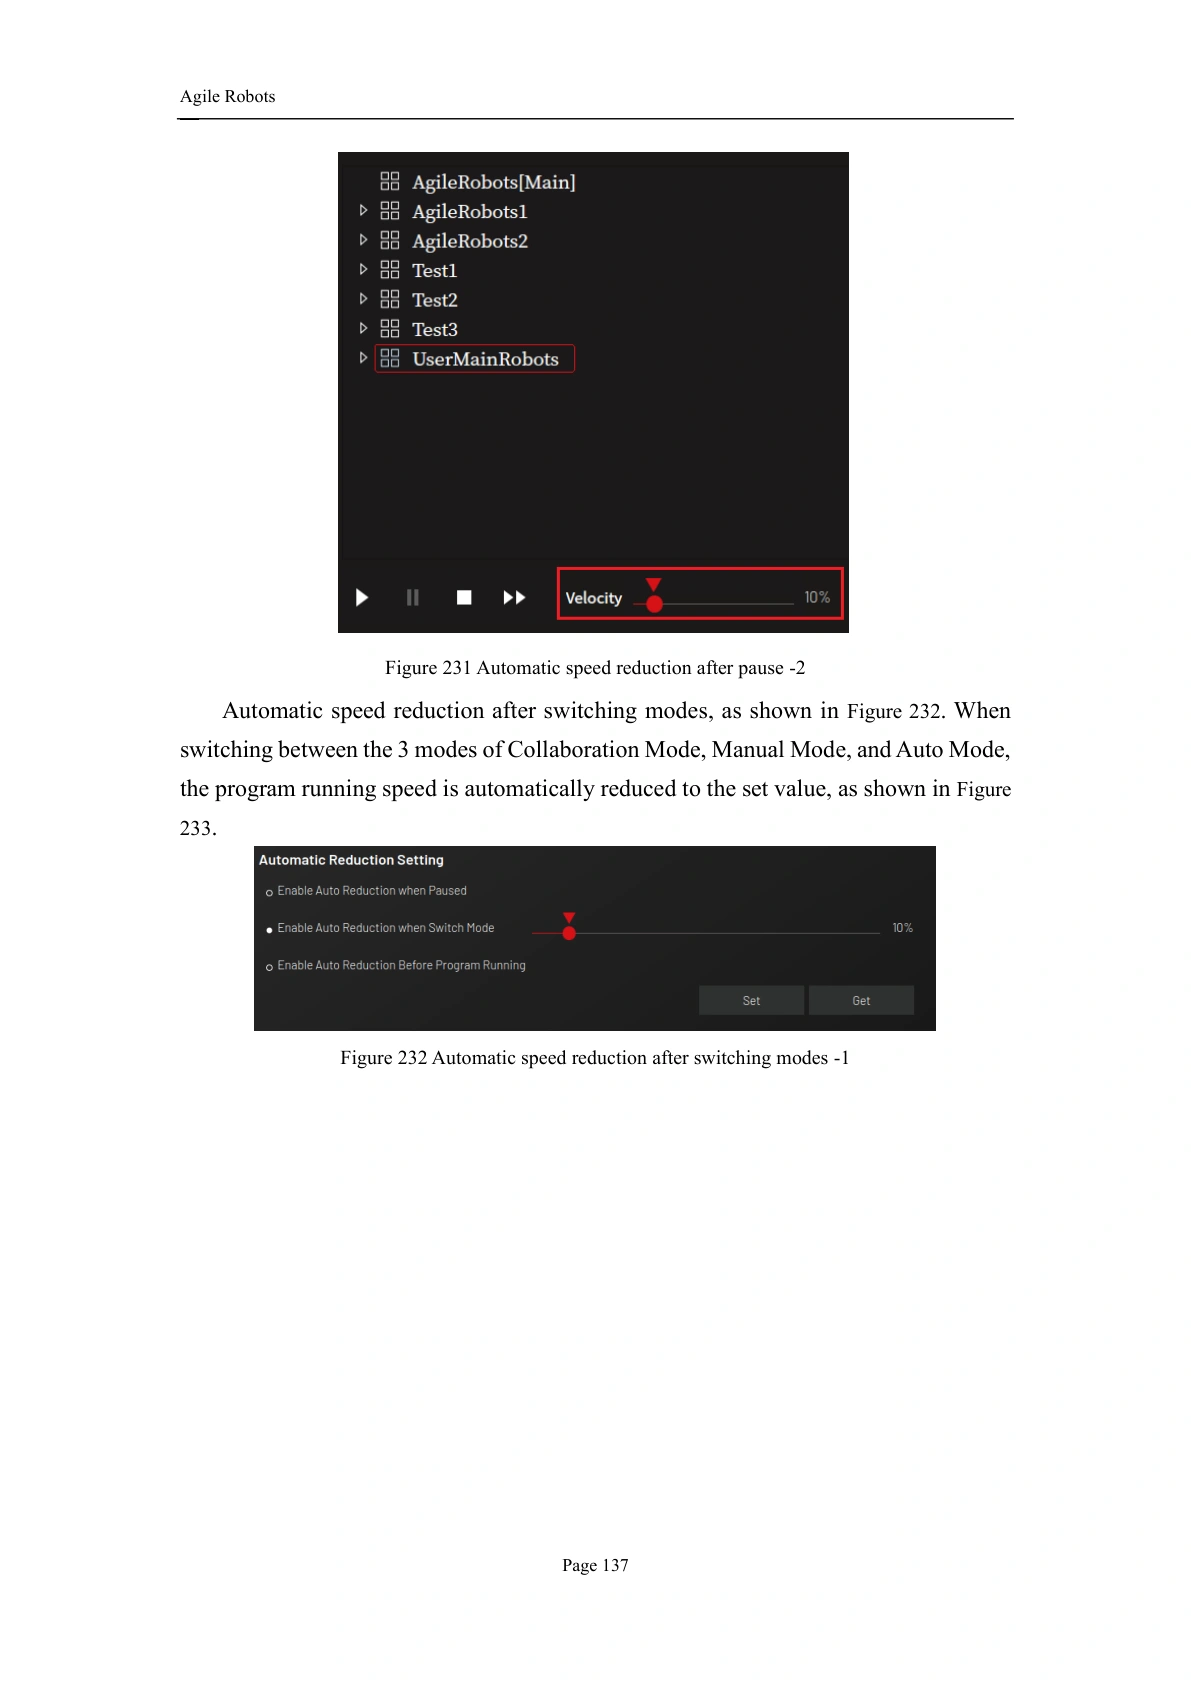 Agile Robots
AgileRobots[Main]
AgileRobots1
AgileRobots2
Test1
Test2
Test3
UserMainRobots
Velocity 10%
Figure 231 Automatic speed reduction after pause -2
Automatic speed reduction after switching modes, as shown in Figure 232. When
switching between the 3 modes of Collaboration Mode, Manual Mode, and Auto Mode,
the program running speed is automatically reduced to the set value, as shown in Figure
233.
Automatic Reduction Setting
Enable Auto Reduction when Paused
Enable Auto Reduction when Switch Mode 10%
Enable Auto Reduction Before Program Running
Set Get
Figure 232 Automatic speed reduction after switching modes -1
Page 137